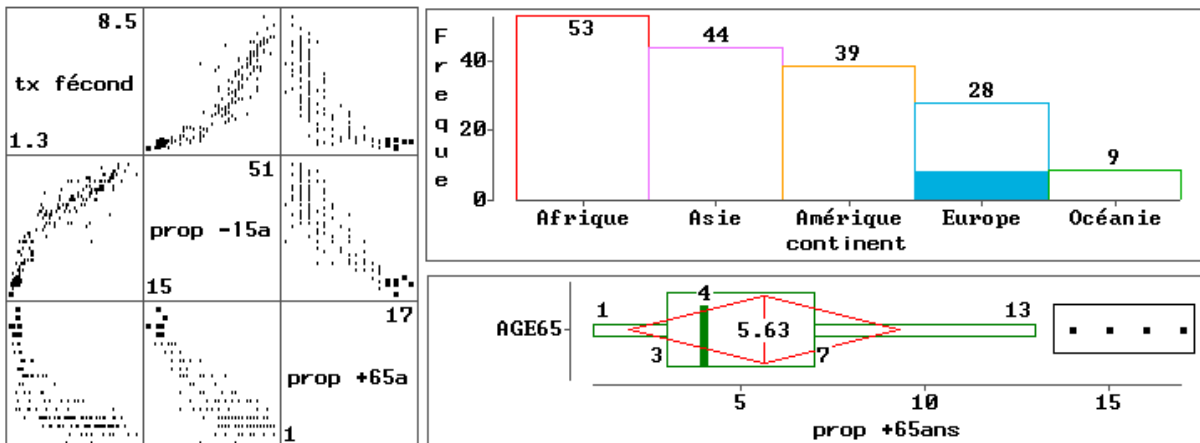 8.5
tx fécond
1.3
51
prop -15a
15
17
prop +65a
1
Freque
40
20
0
53
44
39
28
9
Afrique Asie Amérique Europe Océanie
continent
AGE65
1
4
13
5.63
3
7
5 10 15
prop +65ans